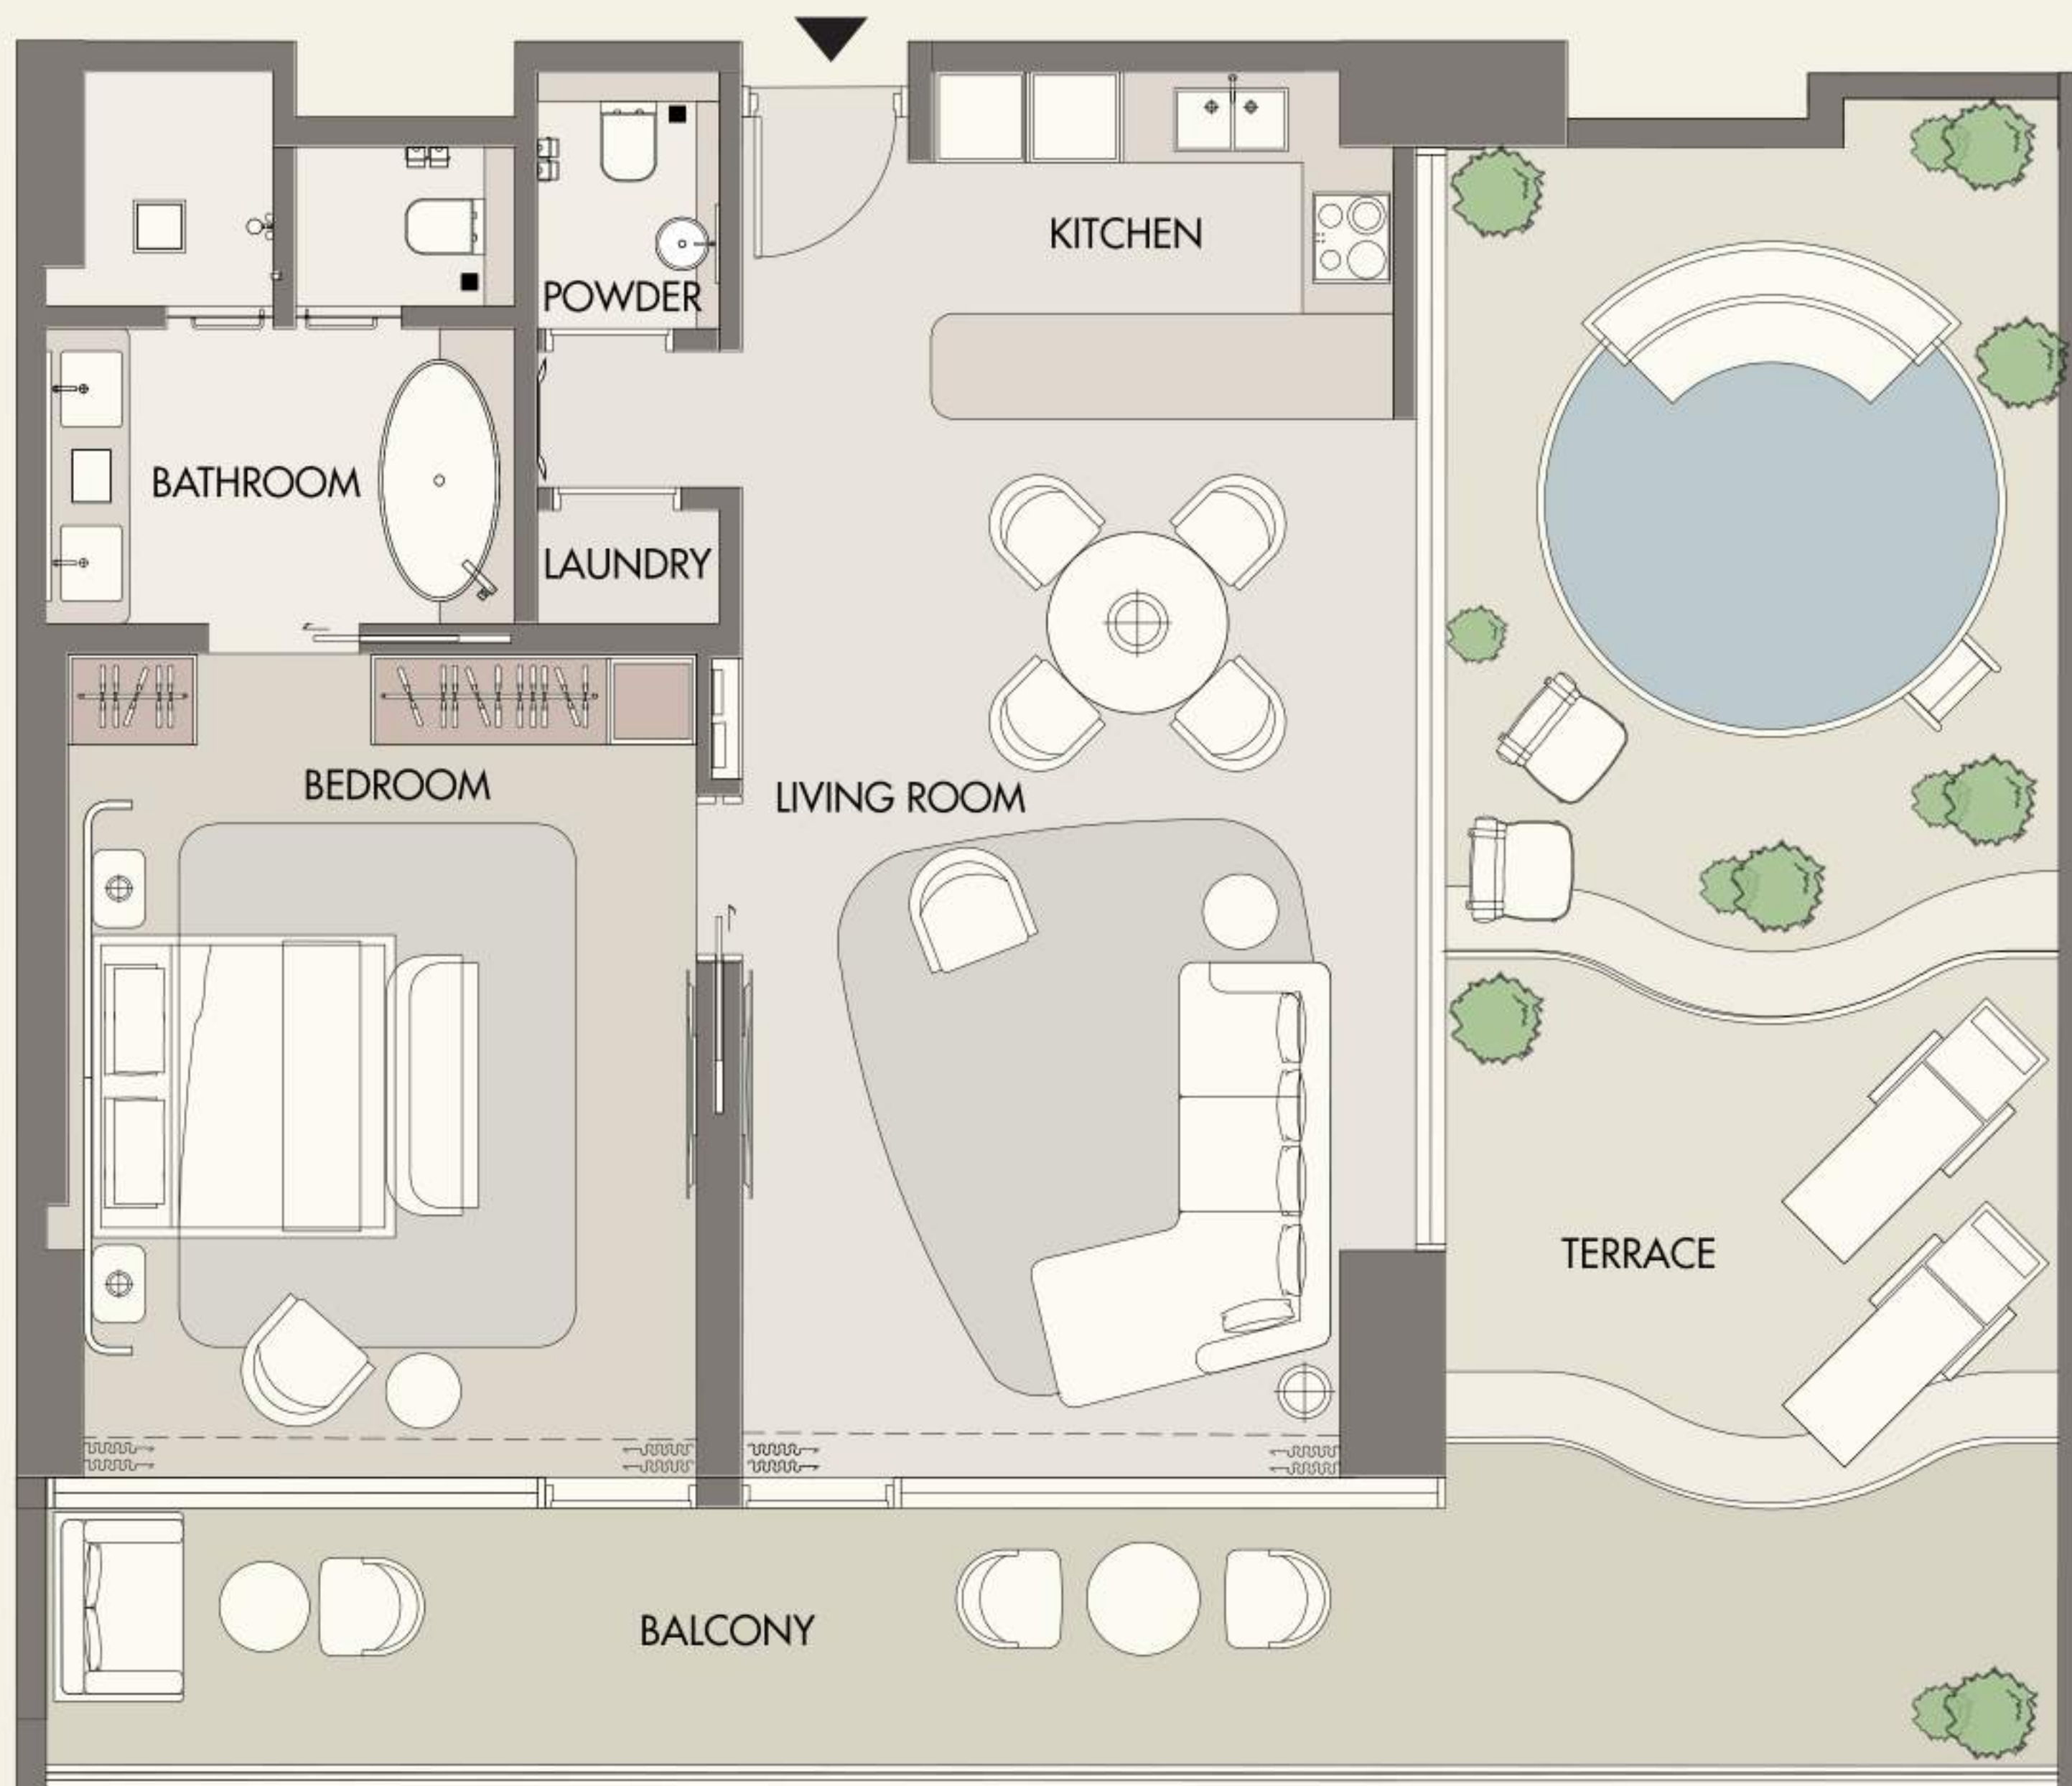 KITCHEN
POWDER
BATHROOM
LAUNDRY
BEDROOM
LIVING ROOM
TERRACE
BALCONY